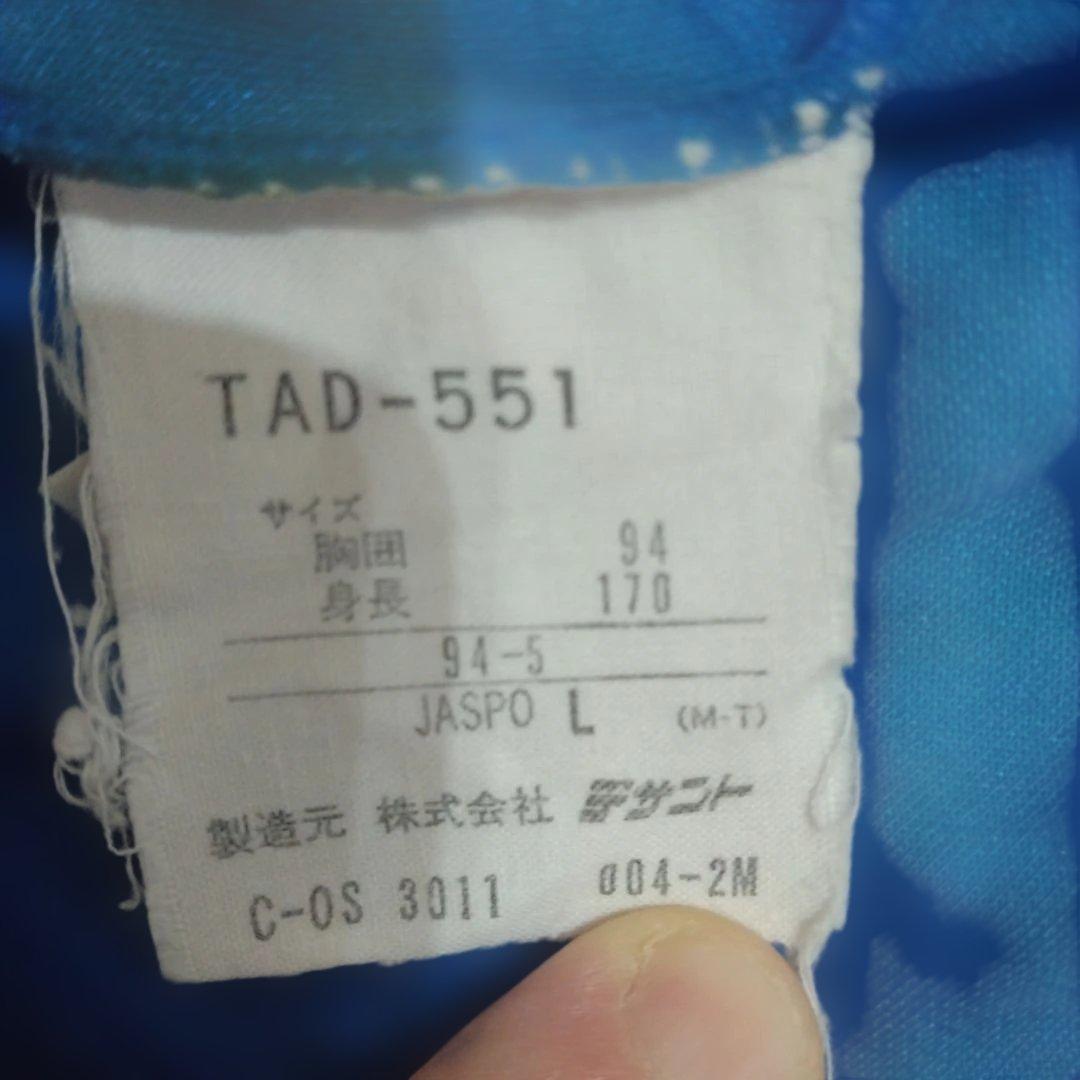 TAD-551
サイズ
胸囲 94
身長 170
94-5
JASPO L (M-T)
製造元 株式会社 デサント
C-OS 3011 004-2M